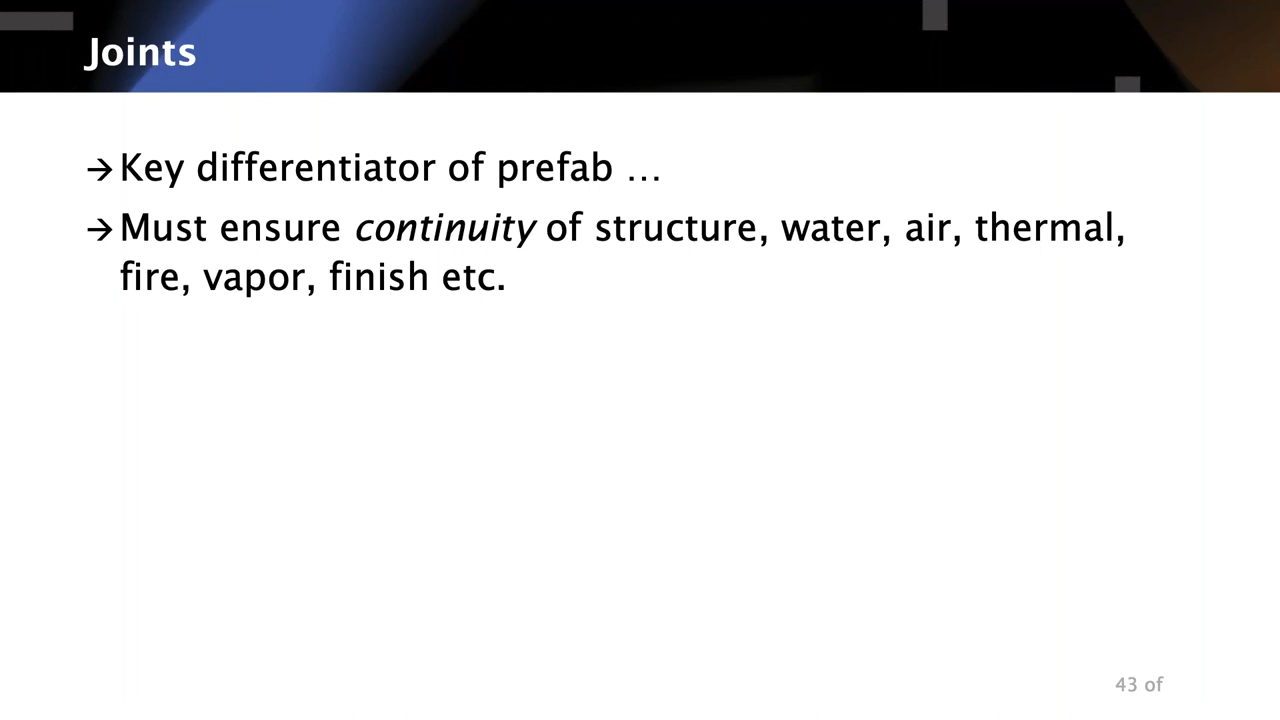 Joints
→ Key differentiator of prefab …
→ Must ensure continuity of structure, water, air, thermal,
fire, vapor, finish etc.
43 of